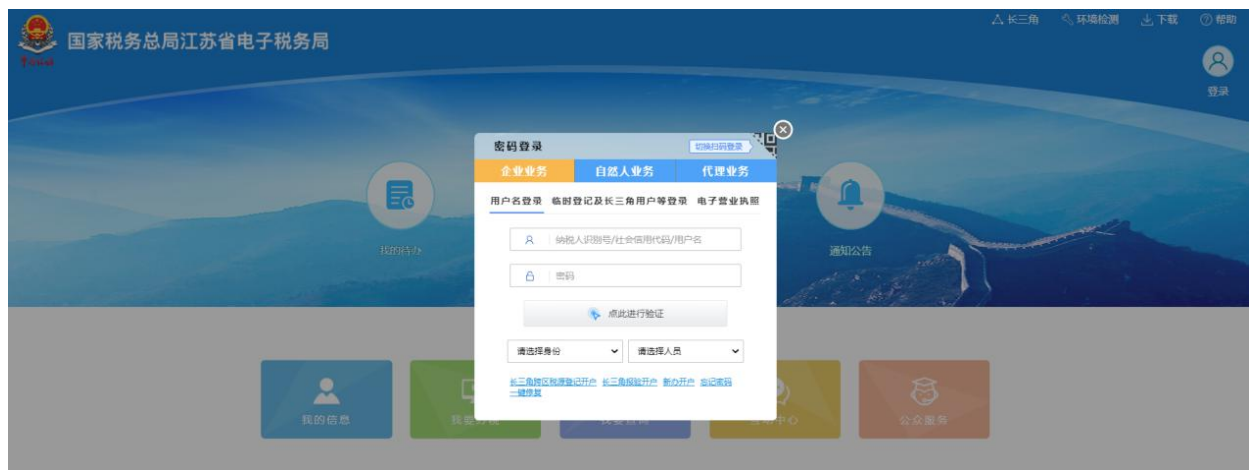 长三角 环境检测 下载 帮助
国家税务总局江苏省电子税务局
登录
密码登录 切换扫码登录
企业业务 自然人业务 代理业务
用户名登录 临时登记及长三角用户等登录 电子营业执照
纳税人识别号/社会信用代码/用户名
密码
点此进行验证
请选择身份 请选择人员
长三角跨区税源登记开户 长三角报验开户 新办开户 忘记密码
一键修复
我的待办
通知公告
我的信息
公众服务